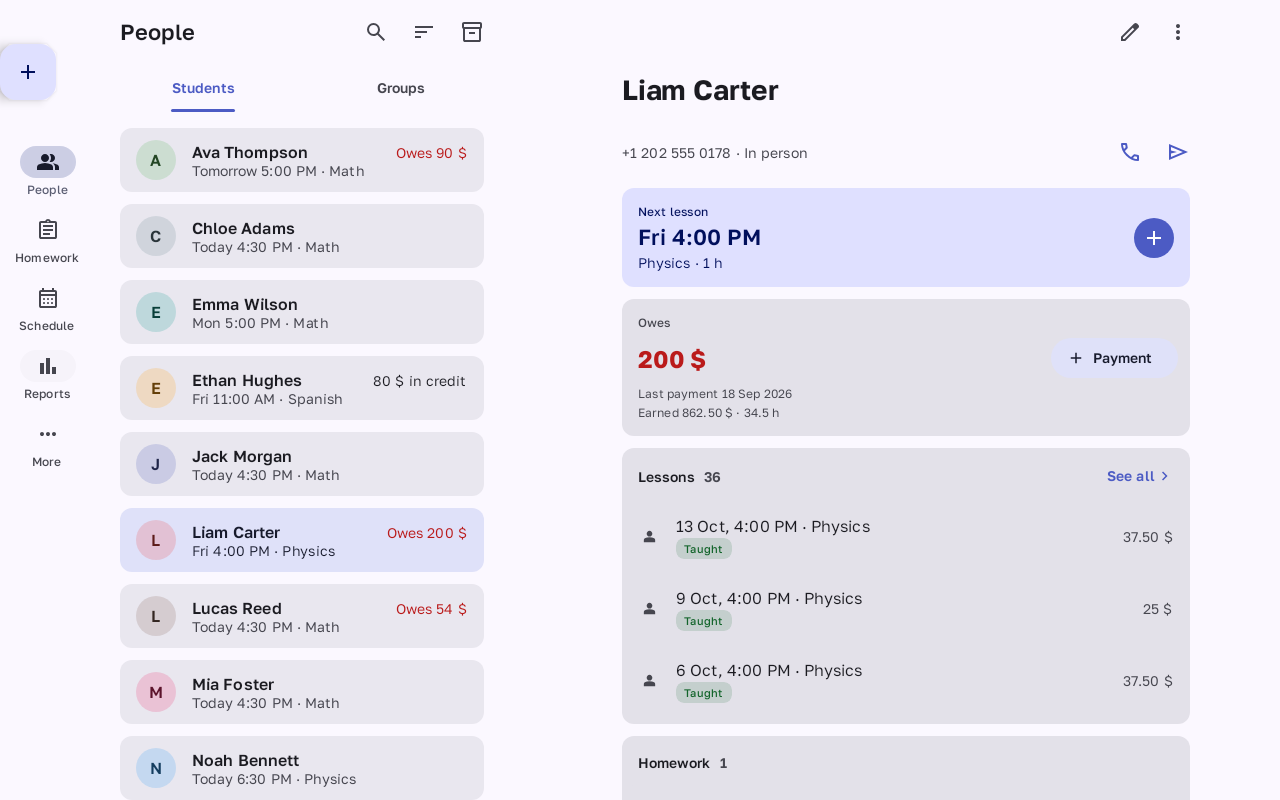 People
Students
Groups
People
Homework
Schedule
Reports
More
A
Ava Thompson
Owes 90 $
Tomorrow 5:00 PM · Math
C
Chloe Adams
Today 4:30 PM · Math
E
Emma Wilson
Mon 5:00 PM · Math
E
Ethan Hughes
80 $ in credit
Fri 11:00 AM · Spanish
J
Jack Morgan
Today 4:30 PM · Math
L
Liam Carter
Owes 200 $
Fri 4:00 PM · Physics
L
Lucas Reed
Owes 54 $
Today 4:30 PM · Math
M
Mia Foster
Today 4:30 PM · Math
N
Noah Bennett
Today 6:30 PM · Physics
Liam Carter
+1 202 555 0178 · In person
Next lesson
Fri 4:00 PM
Physics · 1 h
Owes
200 $
Payment
Last payment 18 Sep 2026
Earned 862.50 $ · 34.5 h
Lessons 36
See all
13 Oct, 4:00 PM · Physics
Taught
37.50 $
9 Oct, 4:00 PM · Physics
Taught
25 $
6 Oct, 4:00 PM · Physics
Taught
37.50 $
Homework 1